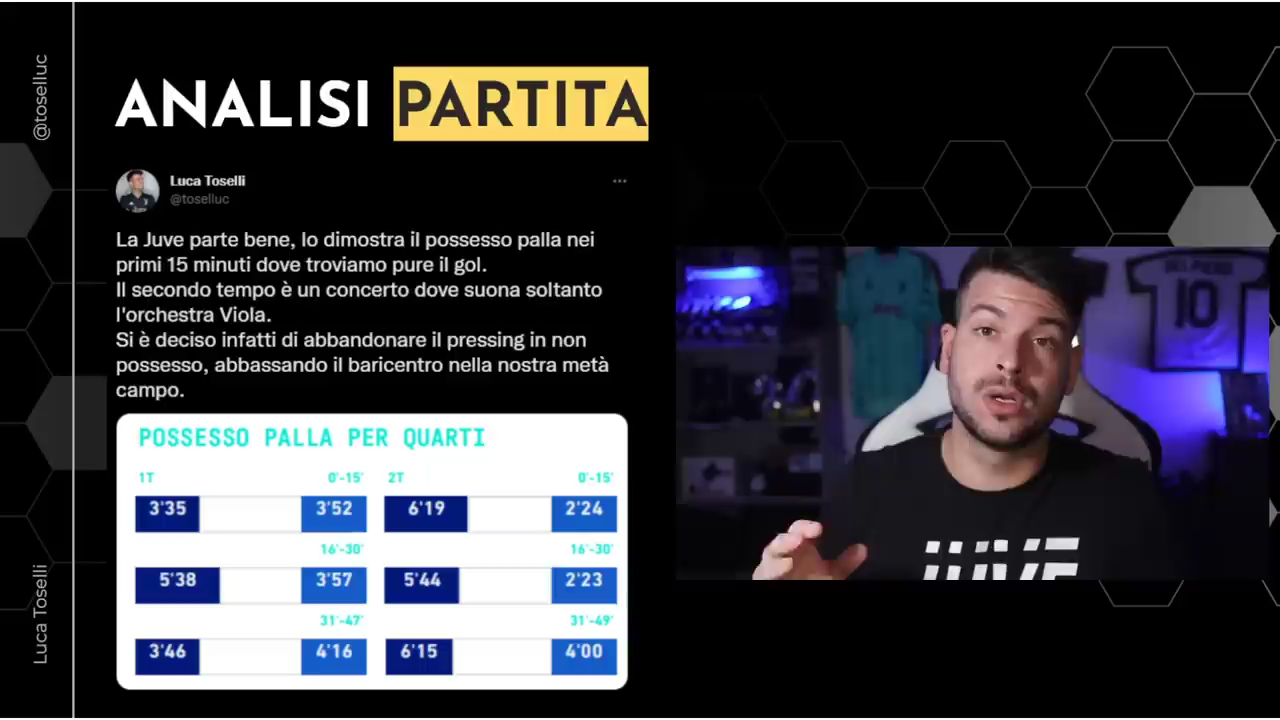 @toselluc
Luca Toselli
ANALISI PARTITA
Luca Toselli
@toselluc
La Juve parte bene, lo dimostra il possesso palla nei
primi 15 minuti dove troviamo pure il gol.
Il secondo tempo è un concerto dove suona soltanto
l'orchestra Viola.
Si è deciso infatti di abbandonare il pressing in non
possesso, abbassando il baricentro nella nostra metà
campo.
POSSESSO PALLA PER QUARTI
1T 0'-15' 2T 0'-15'
3'35 3'52 6'19 2'24
16'-30' 16'-30'
5'38 3'57 5'44 2'23
31'-47' 31'-49'
3'46 4'16 6'15 4'00
DEL PIERO
10
JUVE